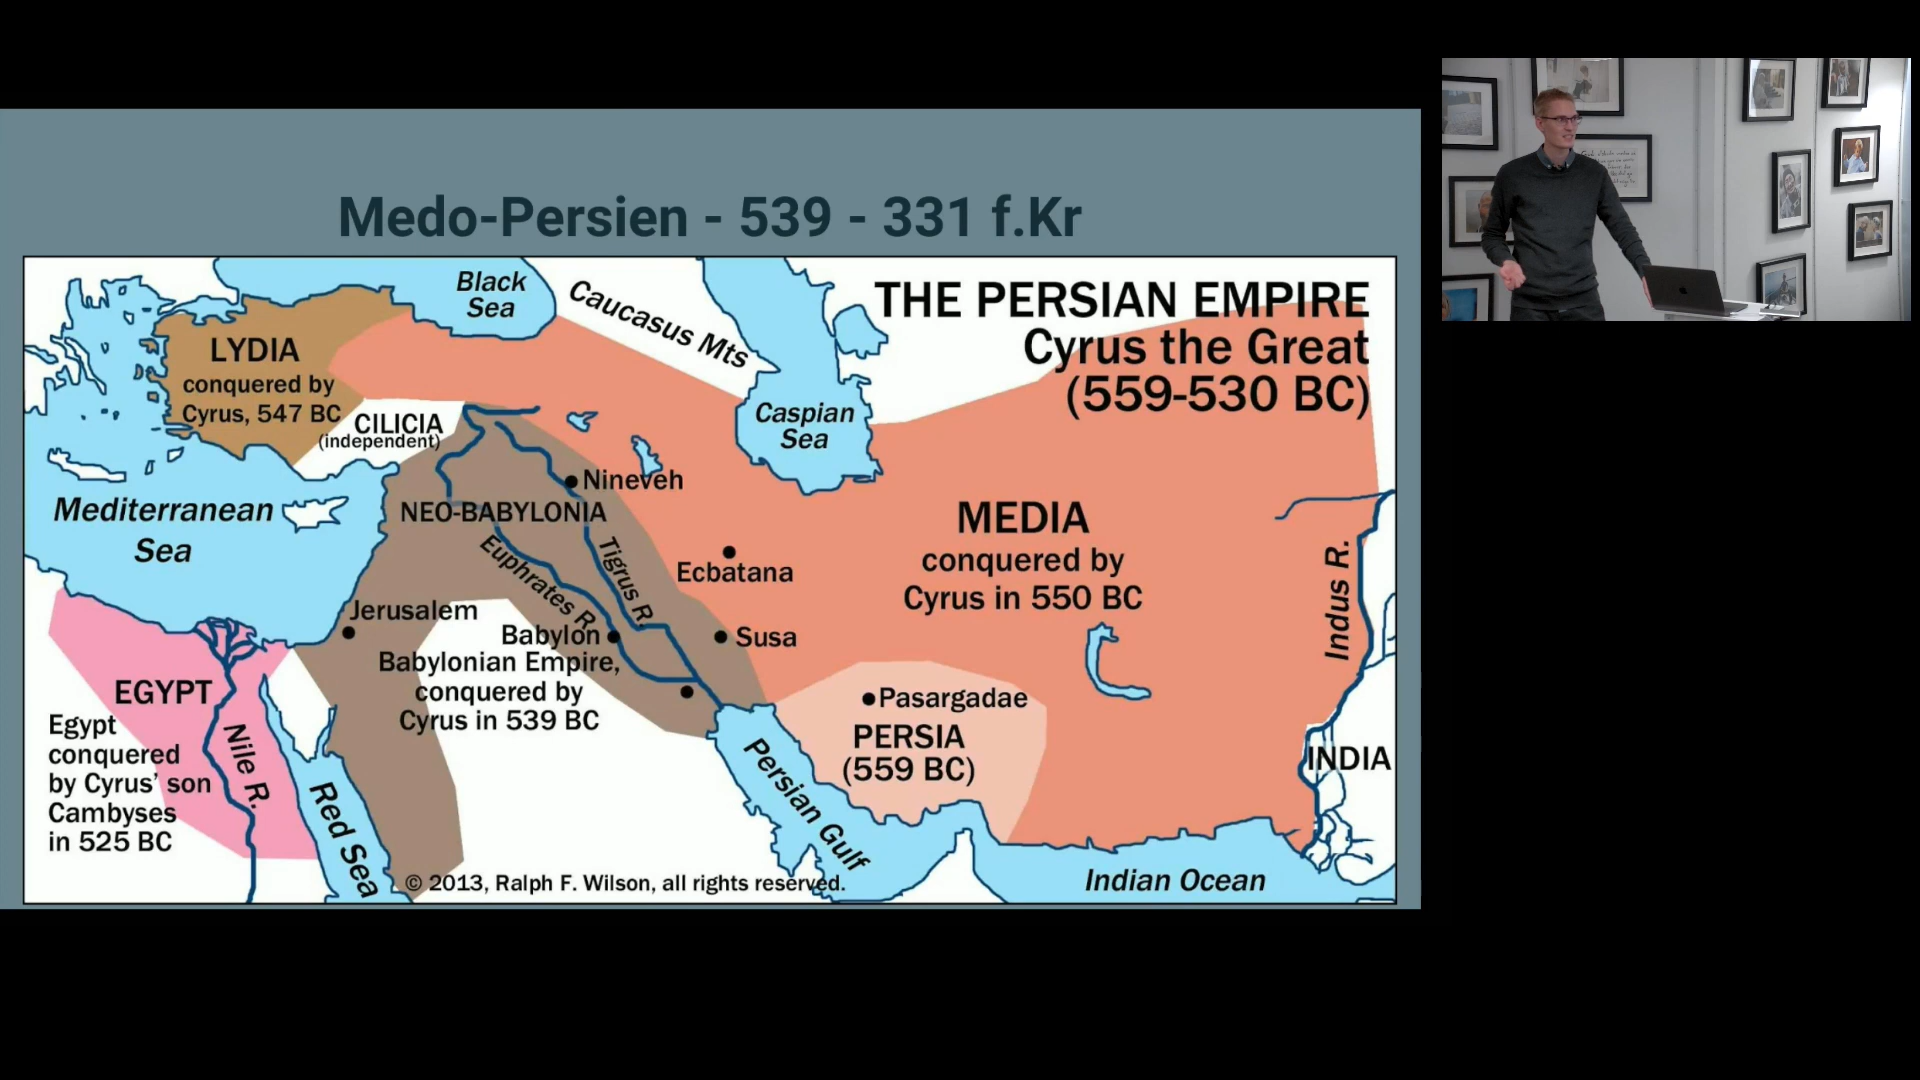 Medo-Persien - 539 - 331 f.Kr
THE PERSIAN EMPIRE
Cyrus the Great
(559-530 BC)
Black
Sea
Caucasus Mts
Caspian
Sea
LYDIA
conquered by
Cyrus, 547 BC
CILICIA
(independent)
Mediterranean
Sea
Nineveh
NEO-BABYLONIA
Euphrates R.
Tigrus R.
Ecbatana
MEDIA
conquered by
Cyrus in 550 BC
Indus R.
Jerusalem
Babylon
Susa
Babylonian Empire,
conquered by
Cyrus in 539 BC
EGYPT
Egypt
conquered
by Cyrus' son
Cambyses
in 525 BC
Nile R.
Red Sea
Persian Gulf
Pasargadae
PERSIA
(559 BC)
INDIA
Indian Ocean
© 2013, Ralph F. Wilson, all rights reserved.